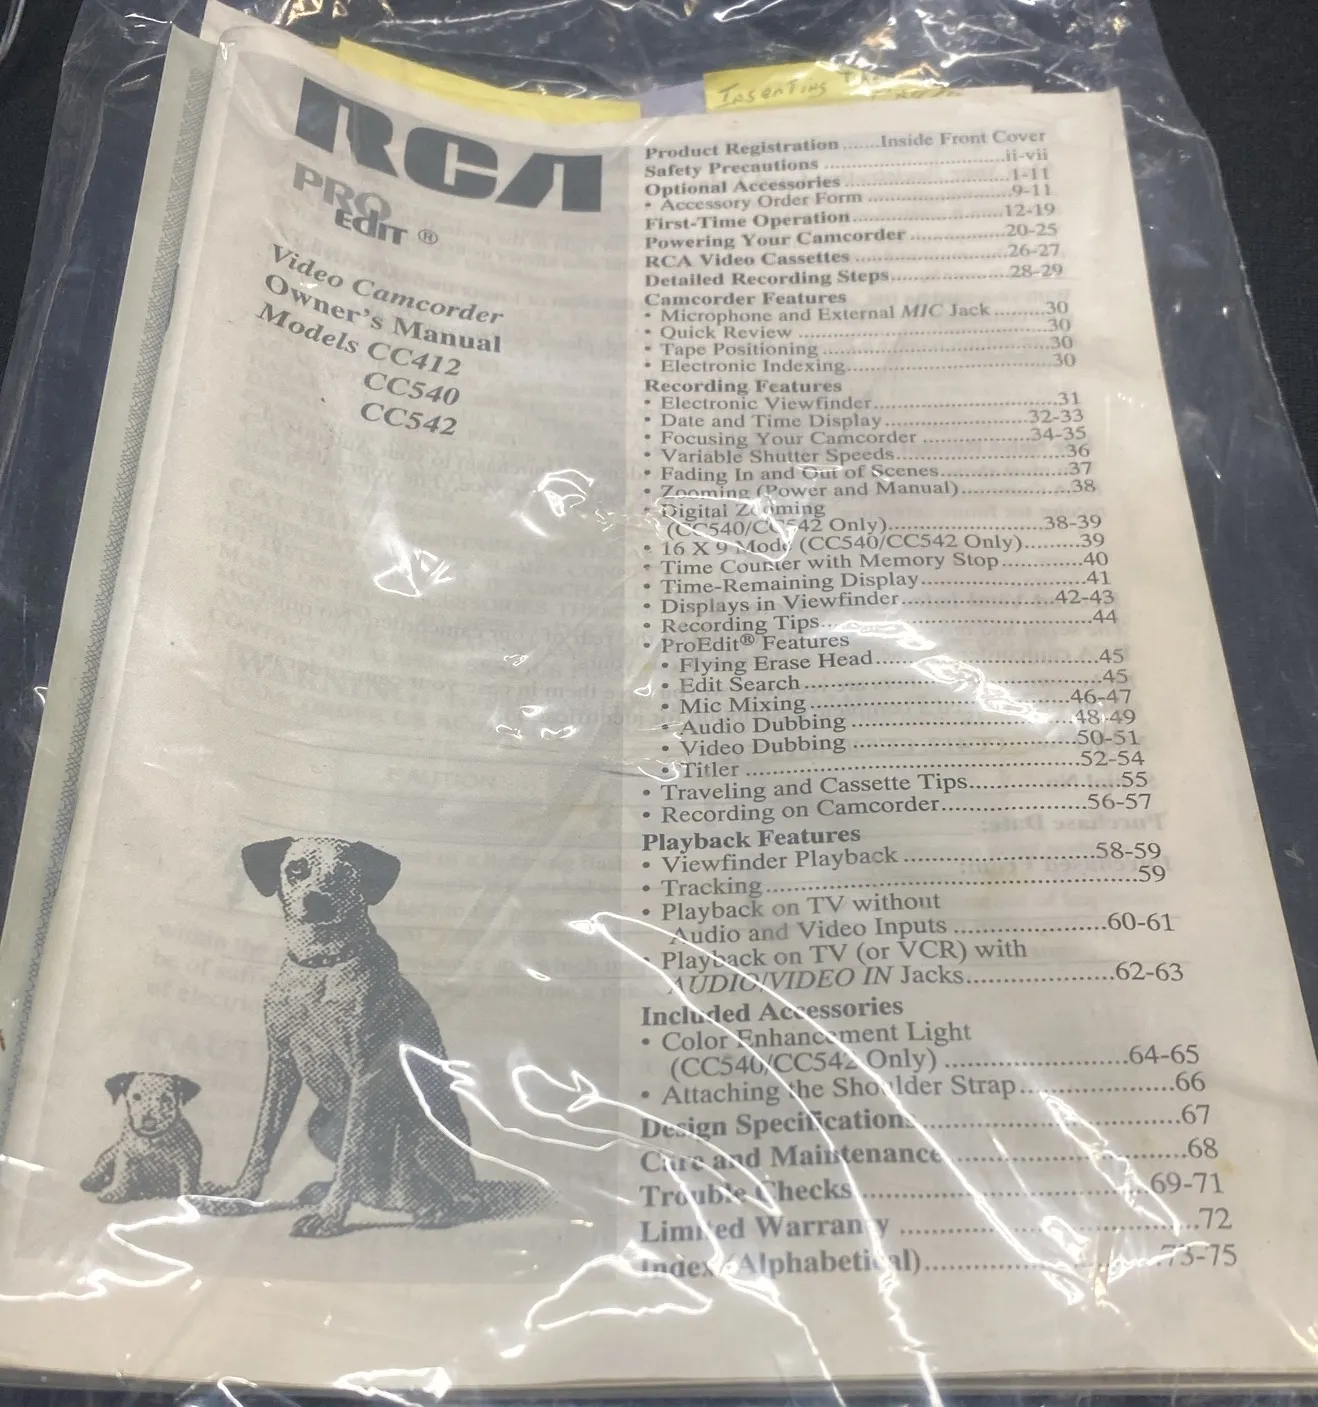 INSERTING
RCA
PRO
Edit ®
Video Camcorder
Owner's Manual
Models CC412
CC540
CC542
Product Registration .......Inside Front Cover
Safety Precautions ...............................ii-vii
Optional Accessories ............................1-11
• Accessory Order Form .......................9-11
First-Time Operation..........................12-19
Powering Your Camcorder ................20-25
RCA Video Cassettes ..........................26-27
Detailed Recording Steps....................28-29
Camcorder Features
• Microphone and External MIC Jack .........30
• Quick Review .........................................30
• Tape Positioning .....................................30
• Electronic Indexing.................................30
Recording Features
• Electronic Viewfinder..............................31
• Date and Time Display.......................32-33
• Focusing Your Camcorder .................34-35
• Variable Shutter Speeds...........................36
• Fading In and Out of Scenes....................37
• Zooming (Power and Manual).................38
• Digital Zooming
(CC540/CC542 Only)........................38-39
• 16 X 9 Mode (CC540/CC542 Only)........39
• Time Counter with Memory Stop............40
• Time-Remaining Display.........................41
• Displays in Viewfinder......................42-43
• Recording Tips........................................44
• ProEdit® Features
• Flying Erase Head.................................45
• Edit Search ............................................45
• Mic Mixing ......................................46-47
• Audio Dubbing .................................48-49
• Video Dubbing .................................50-51
• Titler ................................................52-54
• Traveling and Cassette Tips.....................55
• Recording on Camcorder....................56-57
Playback Features
• Viewfinder Playback ..........................58-59
• Tracking..................................................59
• Playback on TV without
Audio and Video Inputs .....................60-61
• Playback on TV (or VCR) with
AUDIO/VIDEO IN Jacks....................62-63
Included Accessories
• Color Enhancement Light
(CC540/CC542 Only) ........................64-65
• Attaching the Shoulder Strap....................66
Design Specifications..................................67
Care and Maintenance................................68
Trouble Checks......................................69-71
Limited Warranty .......................................72
Index (Alphabetical)................................73-75